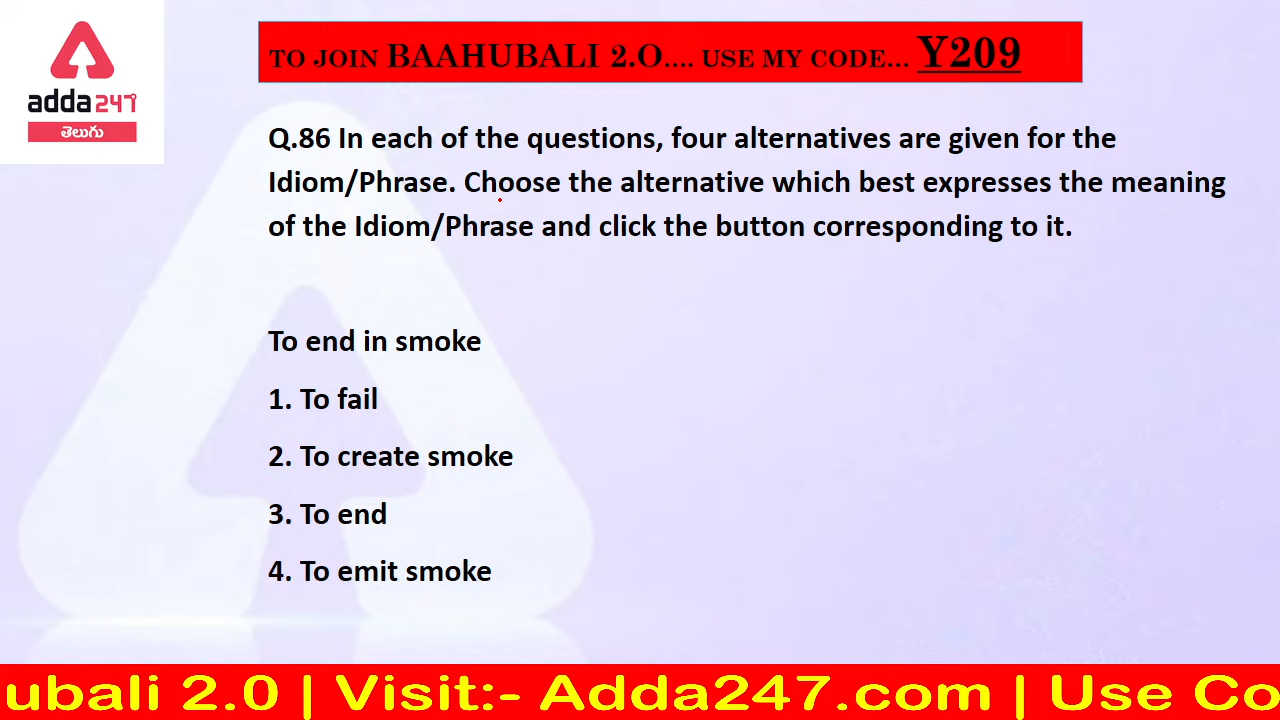 adda247
తెలుగు
TO JOIN BAAHUBALI 2.O.... USE MY CODE... Y209
Q.86 In each of the questions, four alternatives are given for the
Idiom/Phrase. Choose the alternative which best expresses the meaning
of the Idiom/Phrase and click the button corresponding to it.
To end in smoke
1. To fail
2. To create smoke
3. To end
4. To emit smoke
ubali 2.0 | Visit:- Adda247.com | Use Co